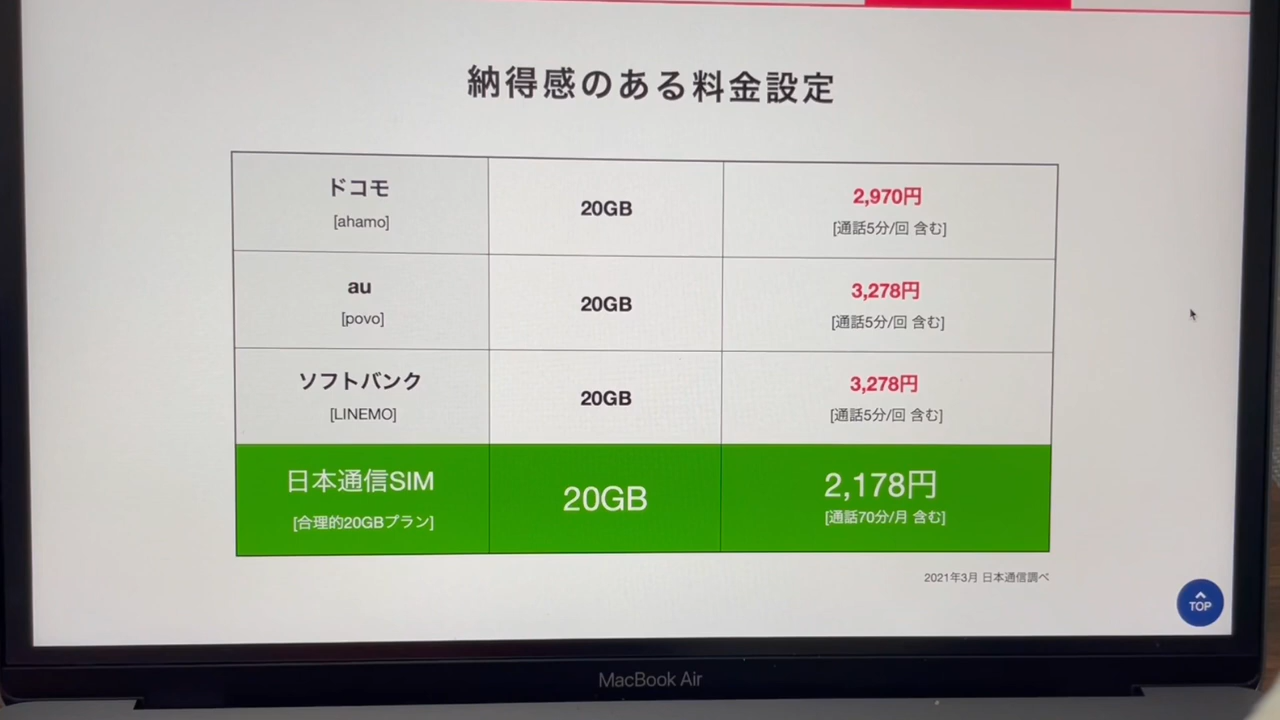 納得感のある料金設定
ドコモ
[ahamo]
20GB
2,970円
[通話5分/回 含む]
au
[povo]
20GB
3,278円
[通話5分/回 含む]
ソフトバンク
[LINEMO]
20GB
3,278円
[通話5分/回 含む]
日本通信SIM
[合理的20GBプラン]
20GB
2,178円
[通話70分/月 含む]
2021年3月 日本通信調べ
TOP
MacBook Air